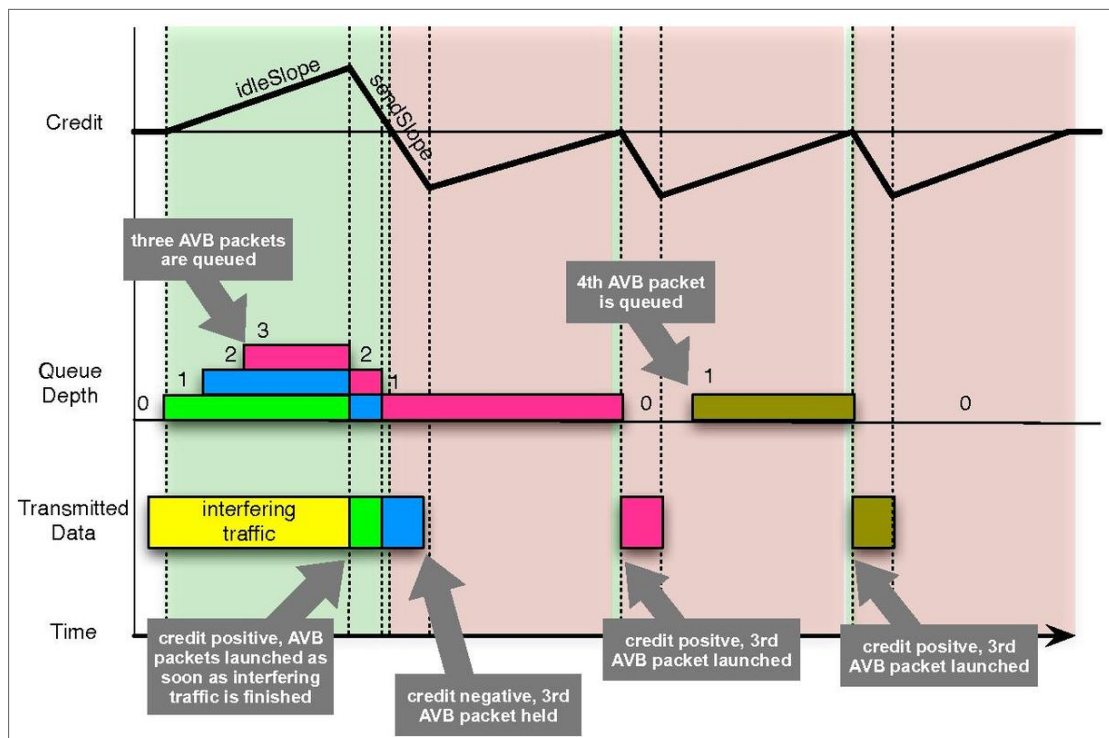 idleSlope
sendSlope
Credit
three AVB packets
are queued
4th AVB packet
is queued
3
2
2
1
1
1
Queue
Depth
0
0
0
Transmitted
Data
interfering
traffic
Time
credit positive, AVB
packets launched as
soon as interfering
traffic is finished
credit negative, 3rd
AVB packet held
credit positve, 3rd
AVB packet launched
credit positve, 3rd
AVB packet launched